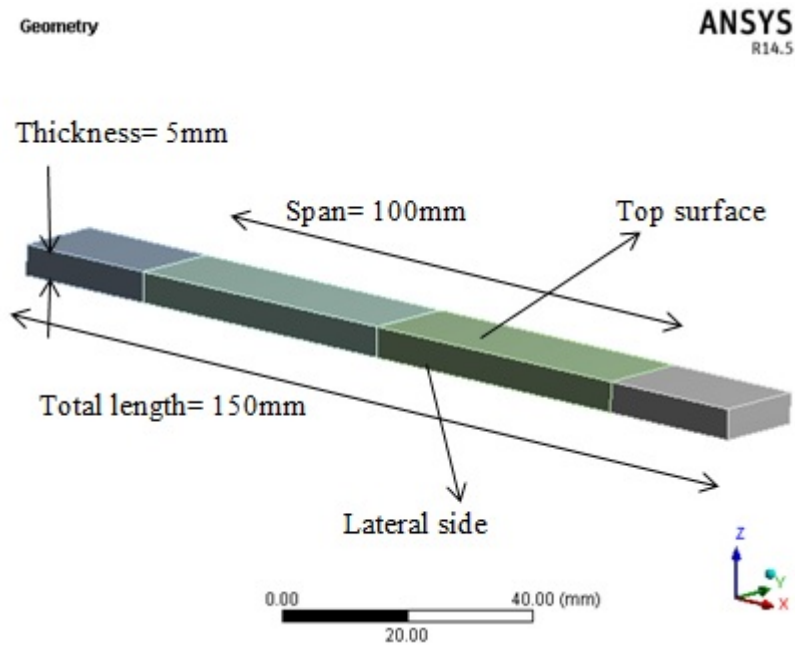 Geometry
ANSYS
R14.5
Thickness= 5mm
Span= 100mm
Top surface
Total length= 150mm
Lateral side
Z
Y
X
0.00
40.00 (mm)
20.00